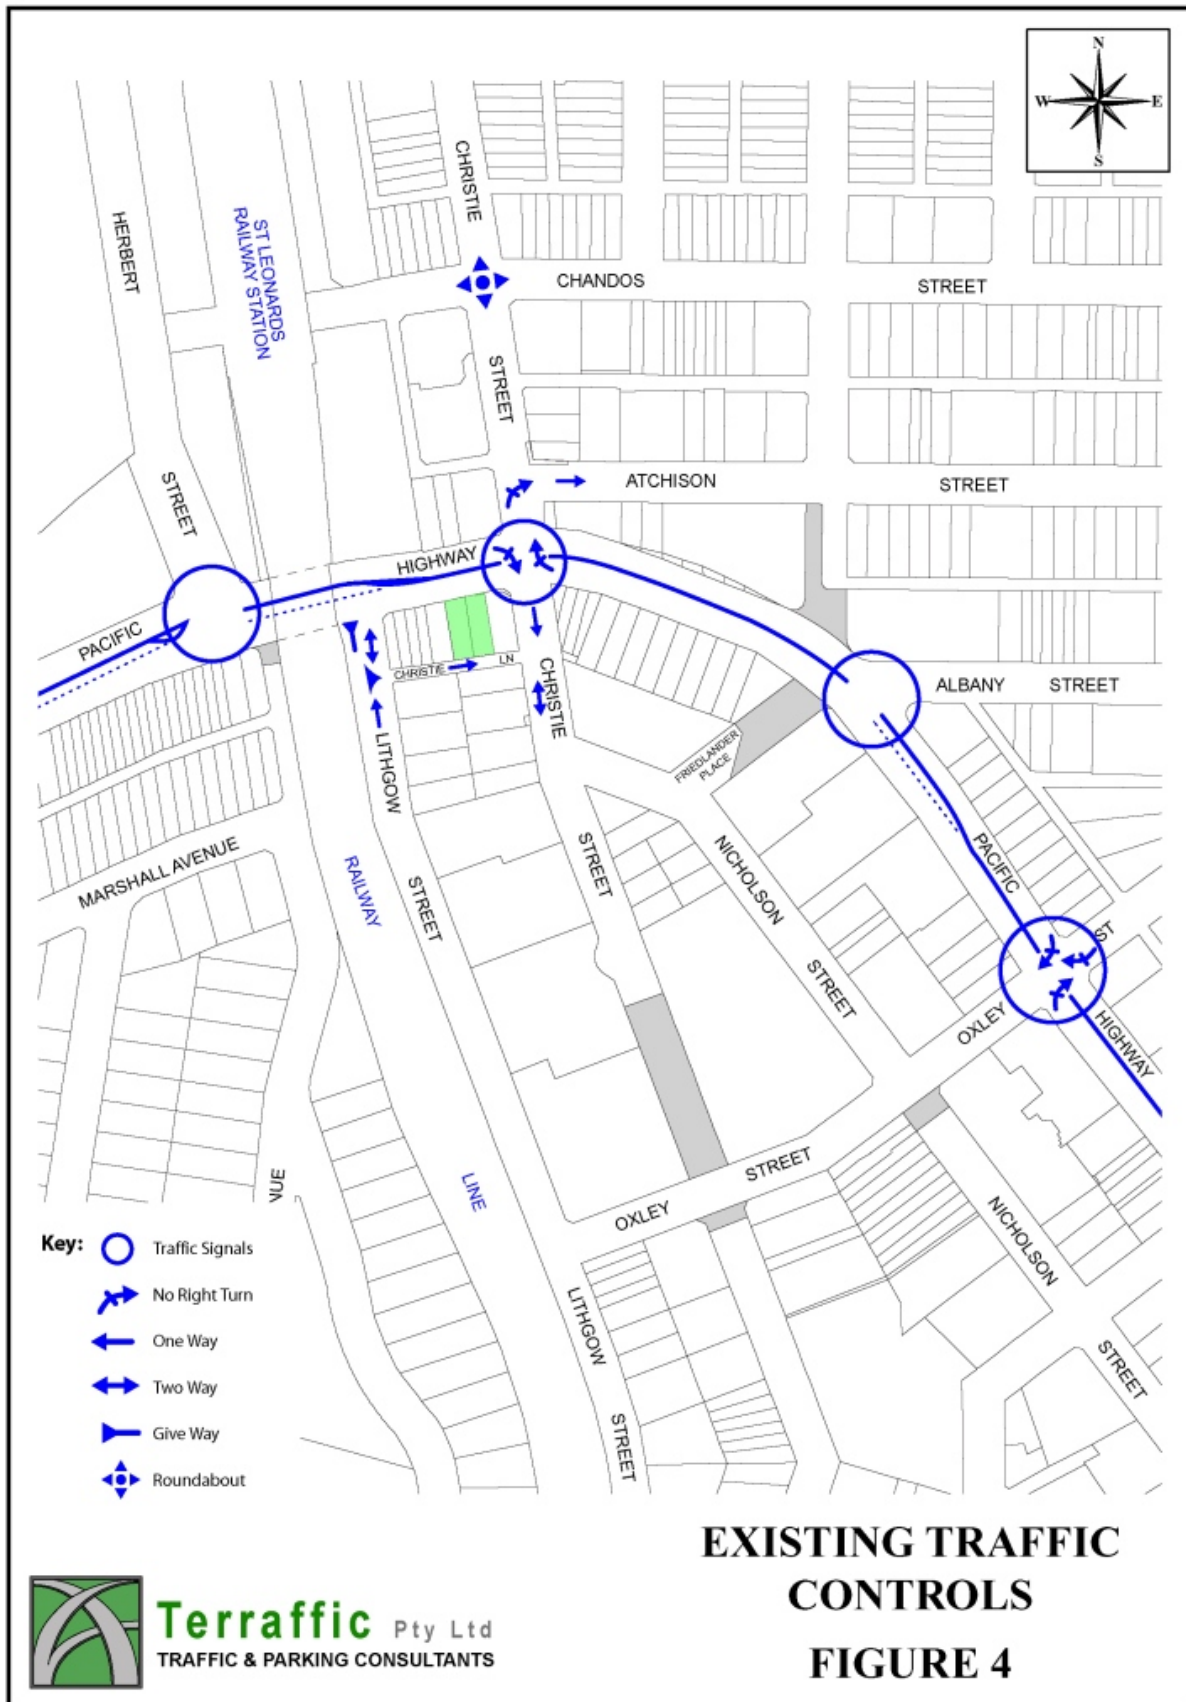 N
W E
S
CHRISTIE
HERBERT
ST LEONARDS
RAILWAY STATION
CHANDOS
STREET
STREET
STREET
ATCHISON
STREET
HIGHWAY
PACIFIC
CHRISTIE
LN
CHRISTIE
ALBANY
STREET
FRIEDLANDER
PLACE
LITHGOW
MARSHALL AVENUE
RAILWAY
STREET
STREET
NICHOLSON
PACIFIC
ST
STREET
OXLEY
HIGHWAY
VUE
LINE
STREET
OXLEY
NICHOLSON
LITHGOW
STREET
STREET
Key:
Traffic Signals
No Right Turn
One Way
Two Way
Give Way
Roundabout
EXISTING TRAFFIC
CONTROLS
FIGURE 4
Terraffic Pty Ltd
TRAFFIC & PARKING CONSULTANTS